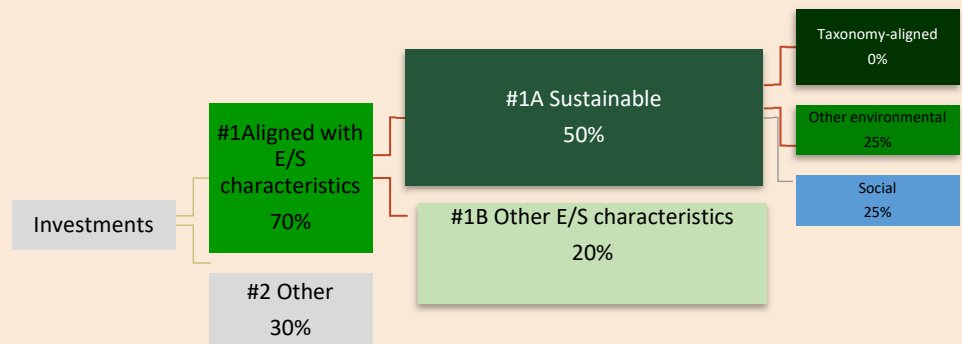 Investments
#1Aligned with
E/S
characteristics
70%
#2 Other
30%
#1A Sustainable
50%
#1B Other E/S characteristics
20%
Taxonomy-aligned
0%
Other environmental
25%
Social
25%